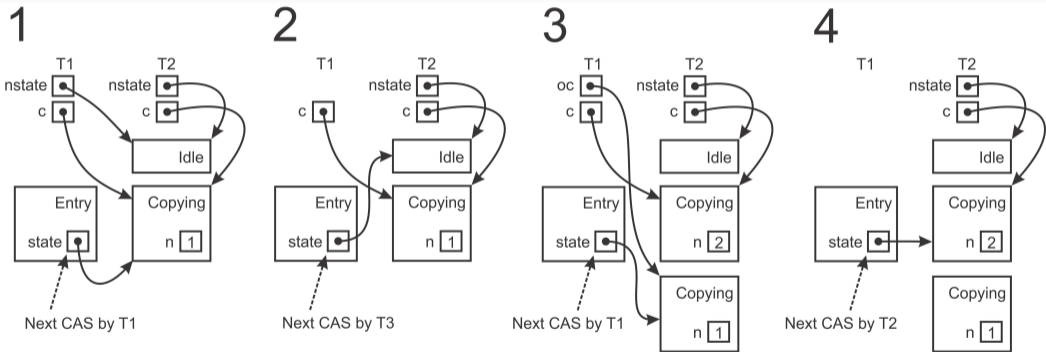 1
T1
T2
nstate
nstate
c
c
Idle
Entry
Copying
state
n 1
Next CAS by T1
2
T1
T2
nstate
c
c
Idle
Entry
Copying
state
n 1
Next CAS by T3
3
T1
T2
oc
nstate
c
c
Idle
Entry
Copying
state
n 2
Copying
n 1
Next CAS by T1
4
T1
T2
nstate
c
Idle
Entry
Copying
state
n 2
Copying
n 1
Next CAS by T2